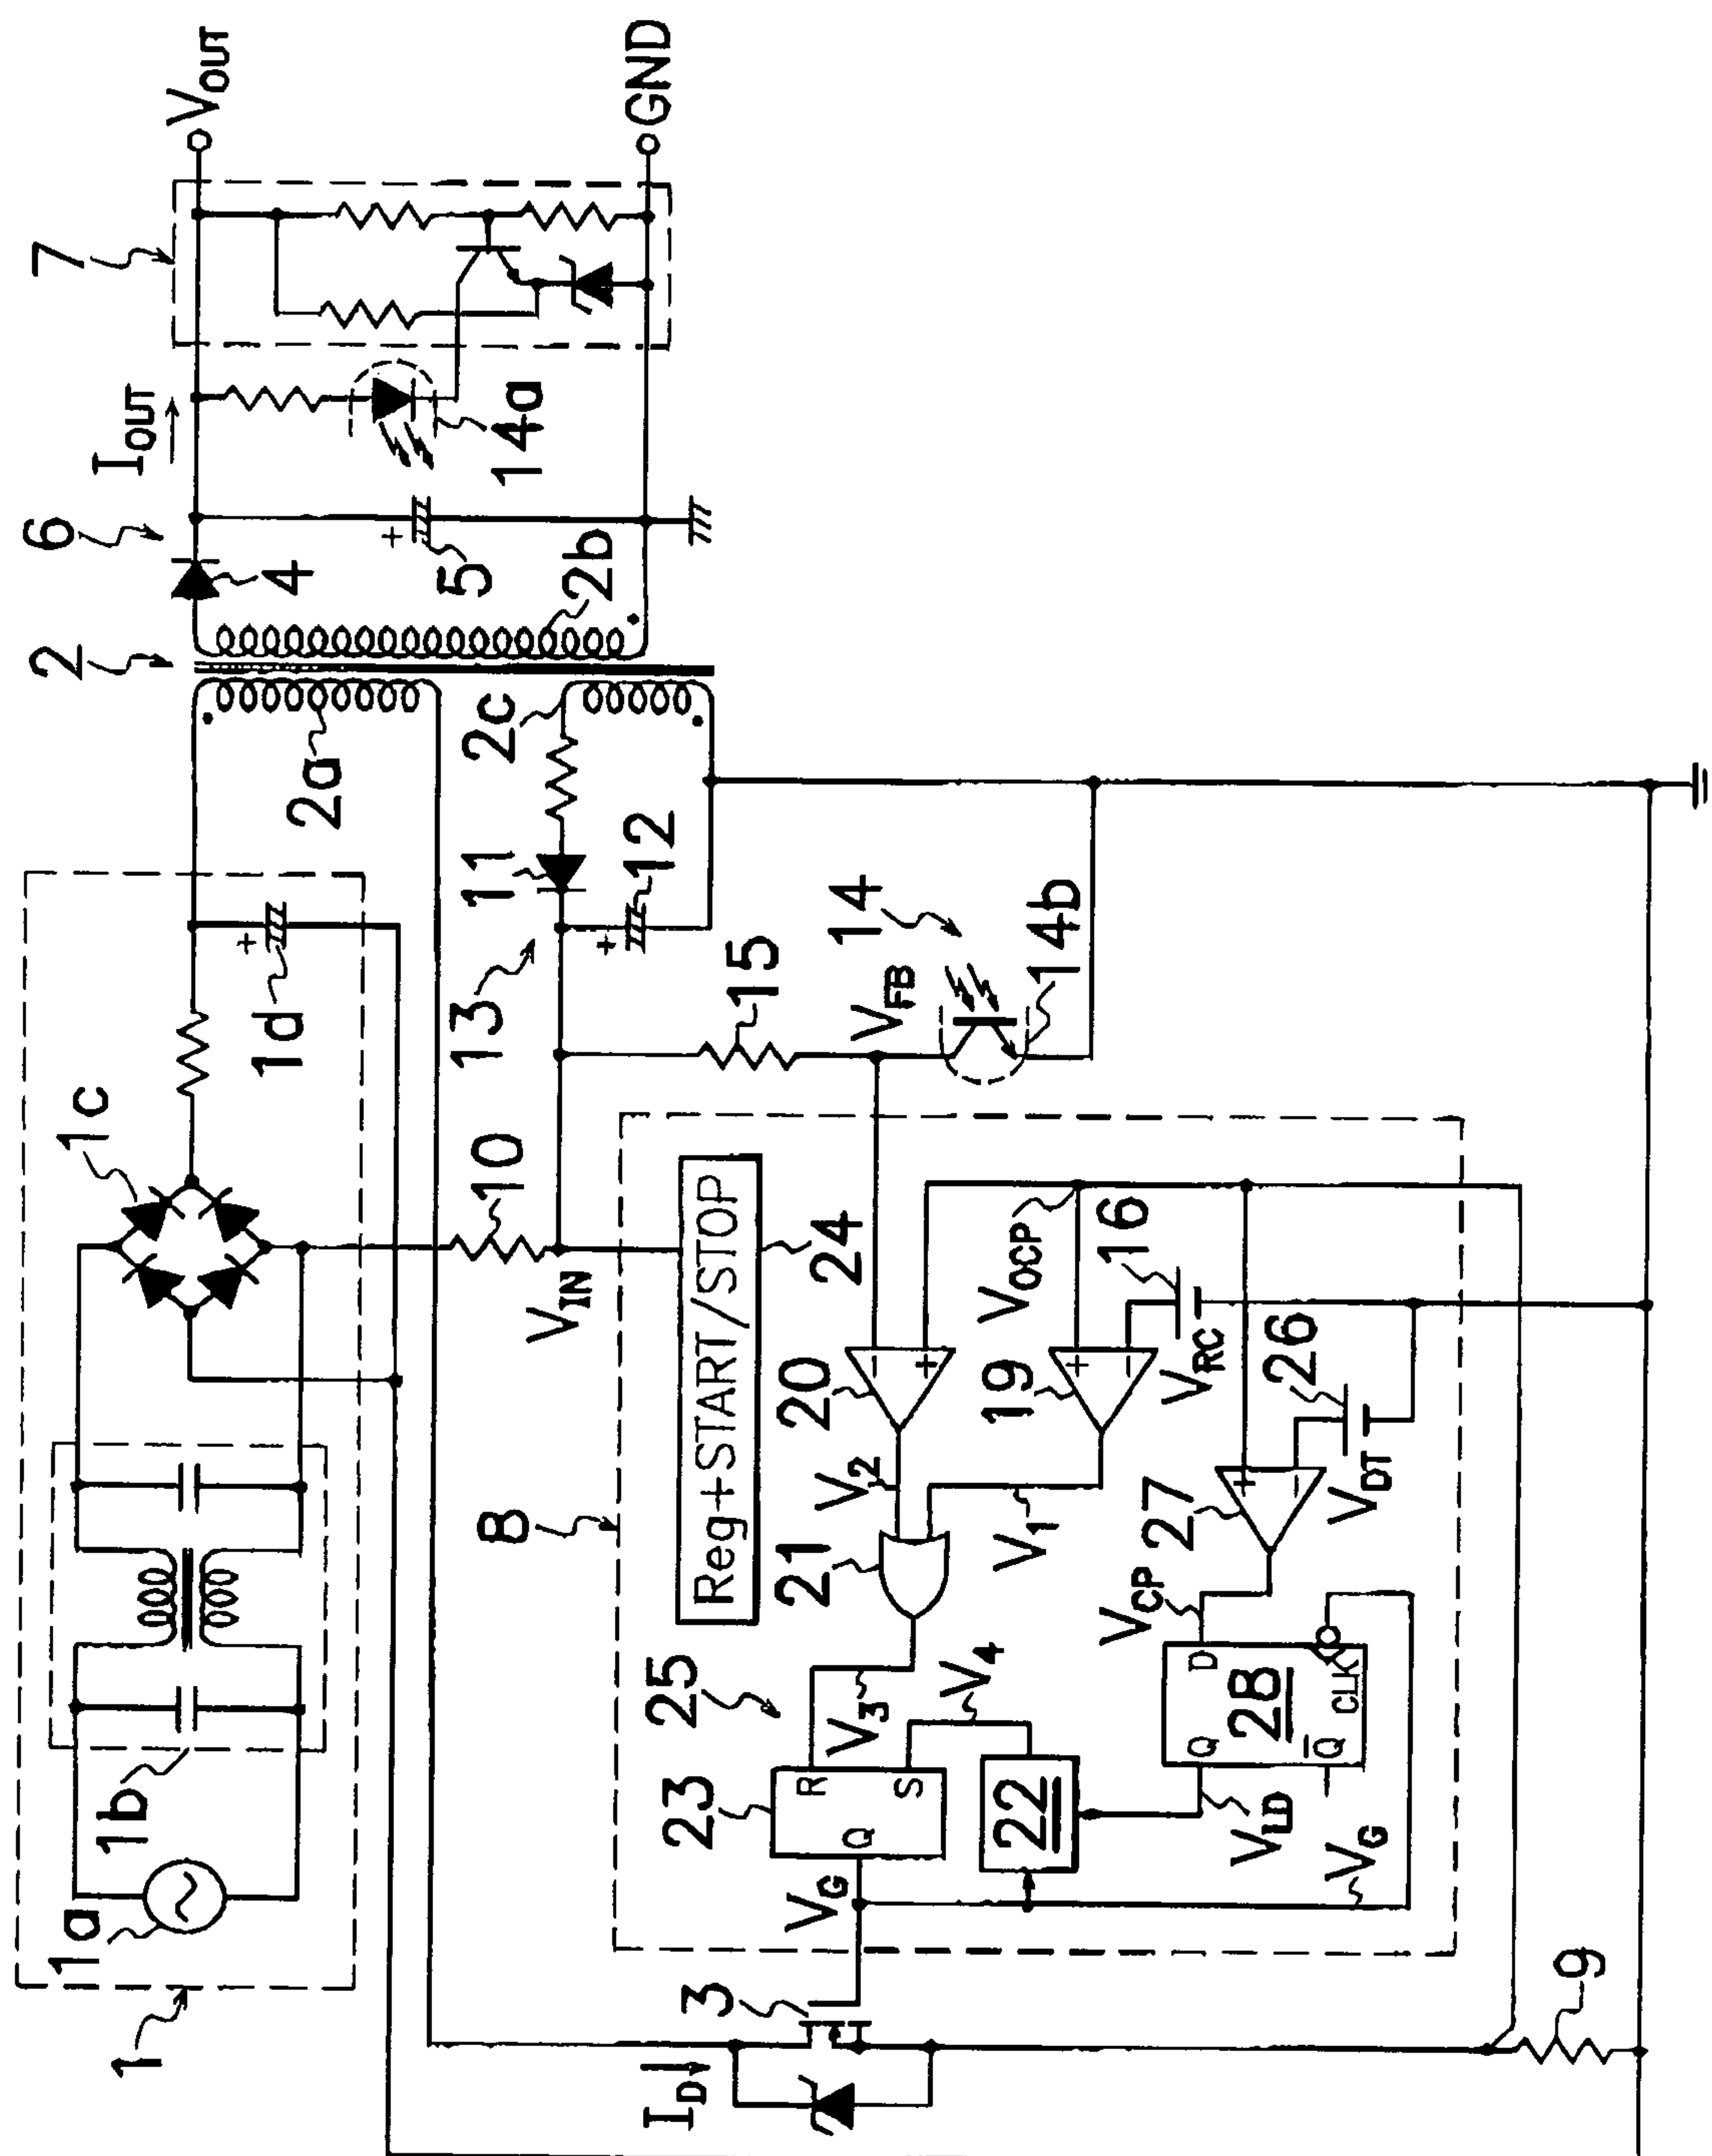 1
1a
1b
1c
1d
10
2
2a
2b
2c
6
4
+
5
I_OUT
7
14a
V_OUT
GND
13
11
+
12
15
14
V_FB
14b
V_IN
8
Reg+START/STOP
24
20
−
+
V_OCP
16
19
+
−
V_RC
26
V_DT
27
+
−
V_2
V_1
21
25
V_3
V_4
23
R
S
Q
22
V_CP
28
D
Q
Q̅
CLK
V_LD
V_G
V_G
3
I_D
9
+